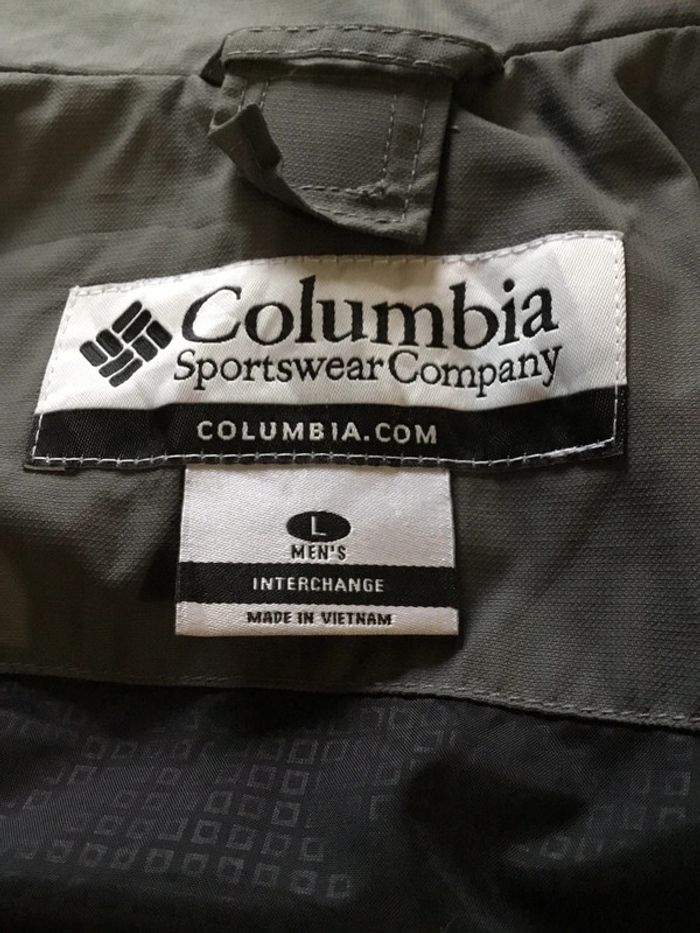 Columbia
Sportswear Company
COLUMBIA.COM
L
MEN'S
INTERCHANGE
MADE IN VIETNAM